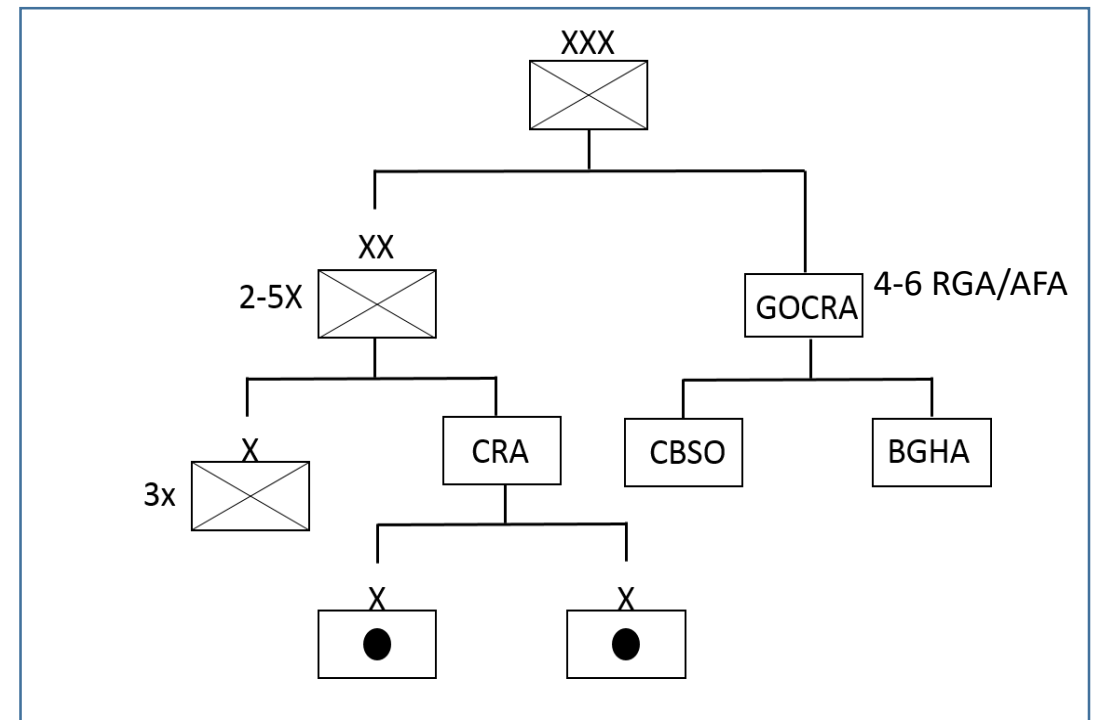 XXX
XX
2-5X
GOCRA
4-6 RGA/AFA
X
3x
CRA
CBSO
BGHA
X
X